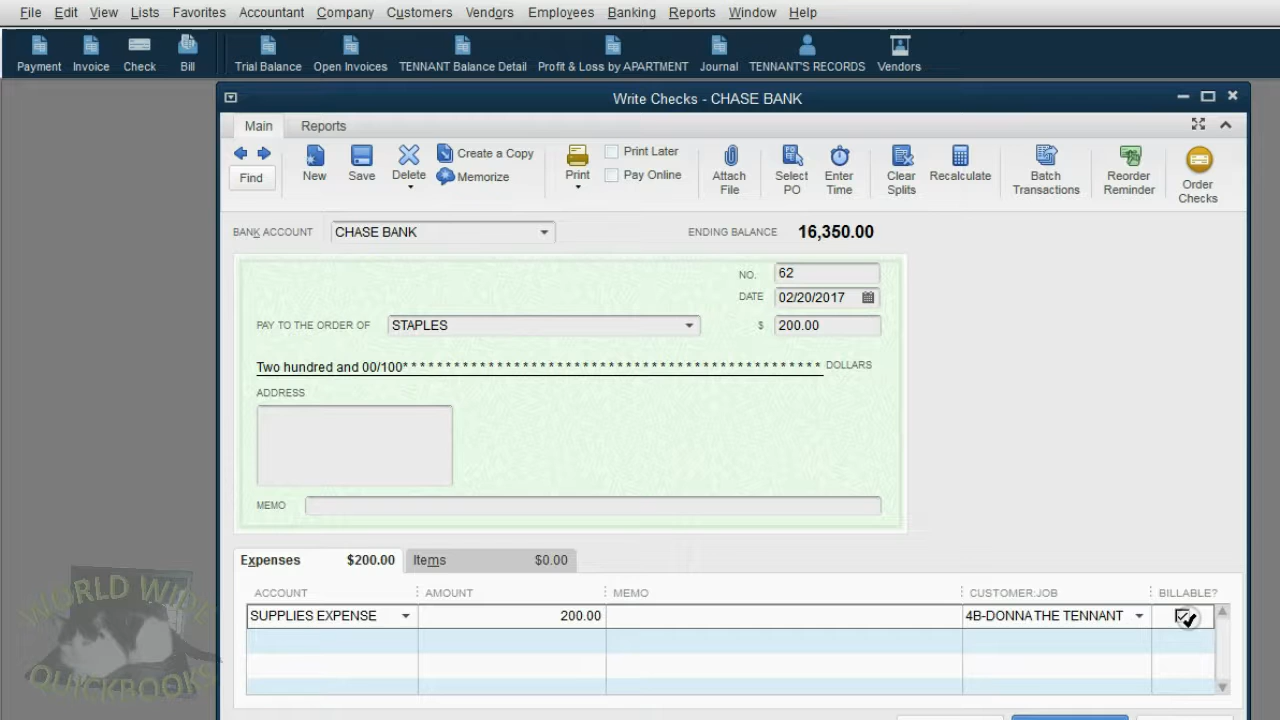 File Edit View Lists Favorites Accountant Company Customers Vendors Employees Banking Reports Window Help
Payment Invoice Check Bill Trial Balance Open Invoices TENNANT Balance Detail Profit & Loss by APARTMENT Journal TENNANT'S RECORDS Vendors
Write Checks - CHASE BANK
Main Reports
Find New Save Delete Create a Copy Memorize Print Print Later Pay Online Attach File Select PO Enter Time Clear Splits Recalculate Batch Transactions Reorder Reminder Order Checks
BANK ACCOUNT CHASE BANK ENDING BALANCE 16,350.00
NO. 62
DATE 02/20/2017
PAY TO THE ORDER OF STAPLES $ 200.00
Two hundred and 00/100* * * * * * * * * * * * * * * * * * * * * * * * * * * * * * * * * * * * * * * * * * * * * * * * * DOLLARS
ADDRESS
MEMO
Expenses $200.00 Items $0.00
ACCOUNT AMOUNT MEMO CUSTOMER:JOB BILLABLE?
SUPPLIES EXPENSE 200.00 4B-DONNA THE TENNANT
WORLD WIDE
QUICKBOOKS